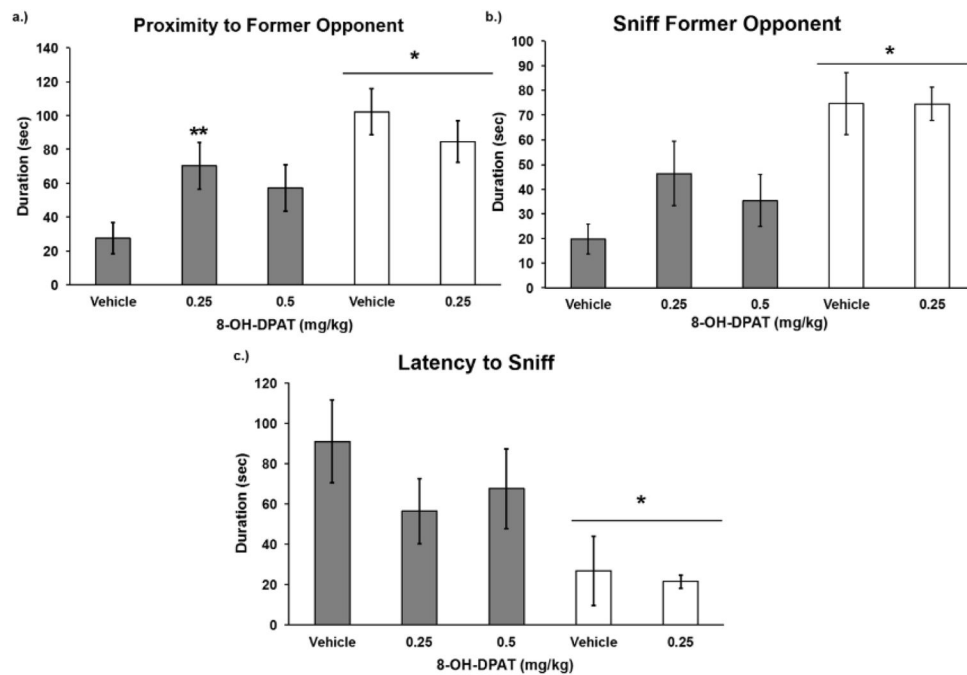 a.)
Proximity to Former Opponent
Duration (sec)
140
120
100
80
60
40
20
0
**
*
Vehicle 0.25 0.5 Vehicle 0.25
8-OH-DPAT (mg/kg)
b.)
Sniff Former Opponent
Duration (sec)
100
90
80
70
60
50
40
30
20
10
0
*
Vehicle 0.25 0.5 Vehicle 0.25
8-OH-DPAT (mg/kg)
c.)
Latency to Sniff
Duration (sec)
120
100
80
60
40
20
0
*
Vehicle 0.25 0.5 Vehicle 0.25
8-OH-DPAT (mg/kg)